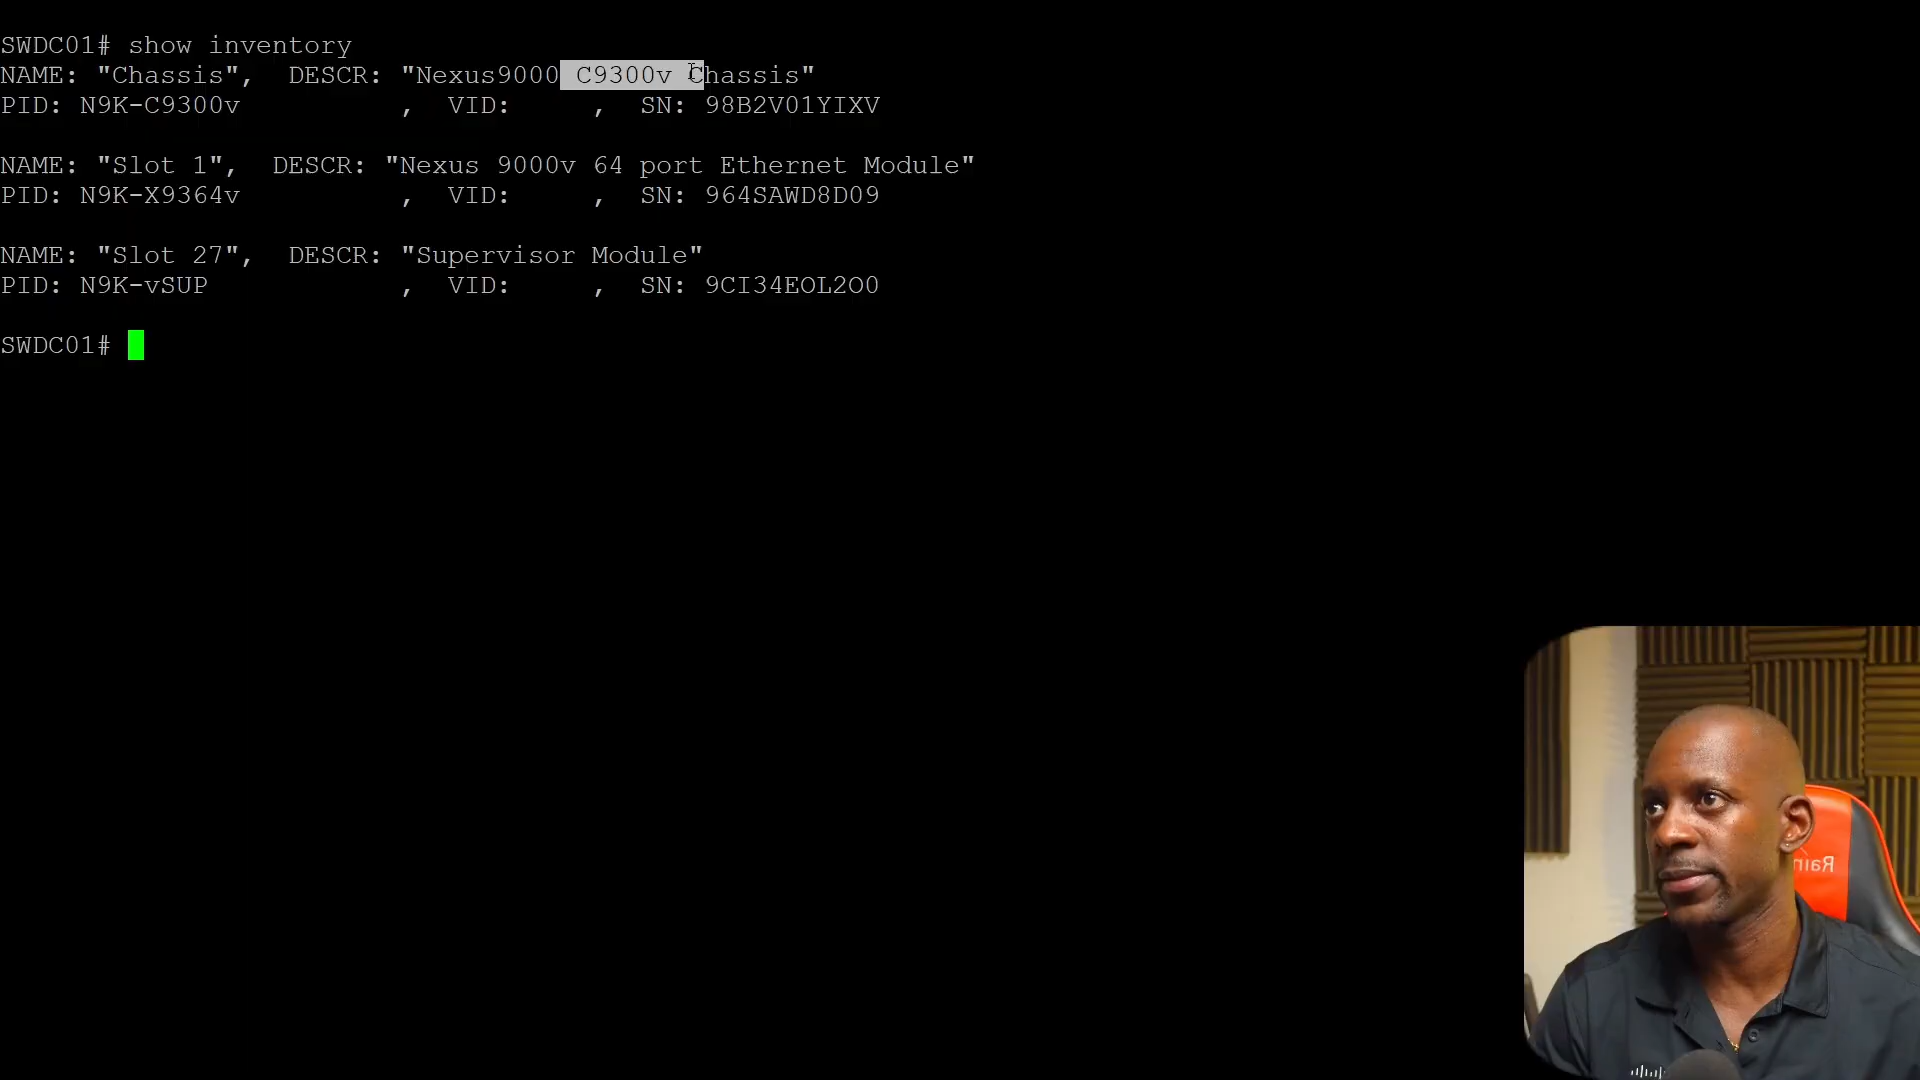 SWDC01# show inventory
NAME: "Chassis",  DESCR: "Nexus9000 C9300v Chassis"
PID: N9K-C9300v          ,  VID:     ,  SN: 98B2V01YIXV
NAME: "Slot 1",  DESCR: "Nexus 9000v 64 port Ethernet Module"
PID: N9K-X9364v          ,  VID:     ,  SN: 964SAWD8D09
NAME: "Slot 27",  DESCR: "Supervisor Module"
PID: N9K-vSUP            ,  VID:     ,  SN: 9CI34EOL2O0
SWDC01#
Rain